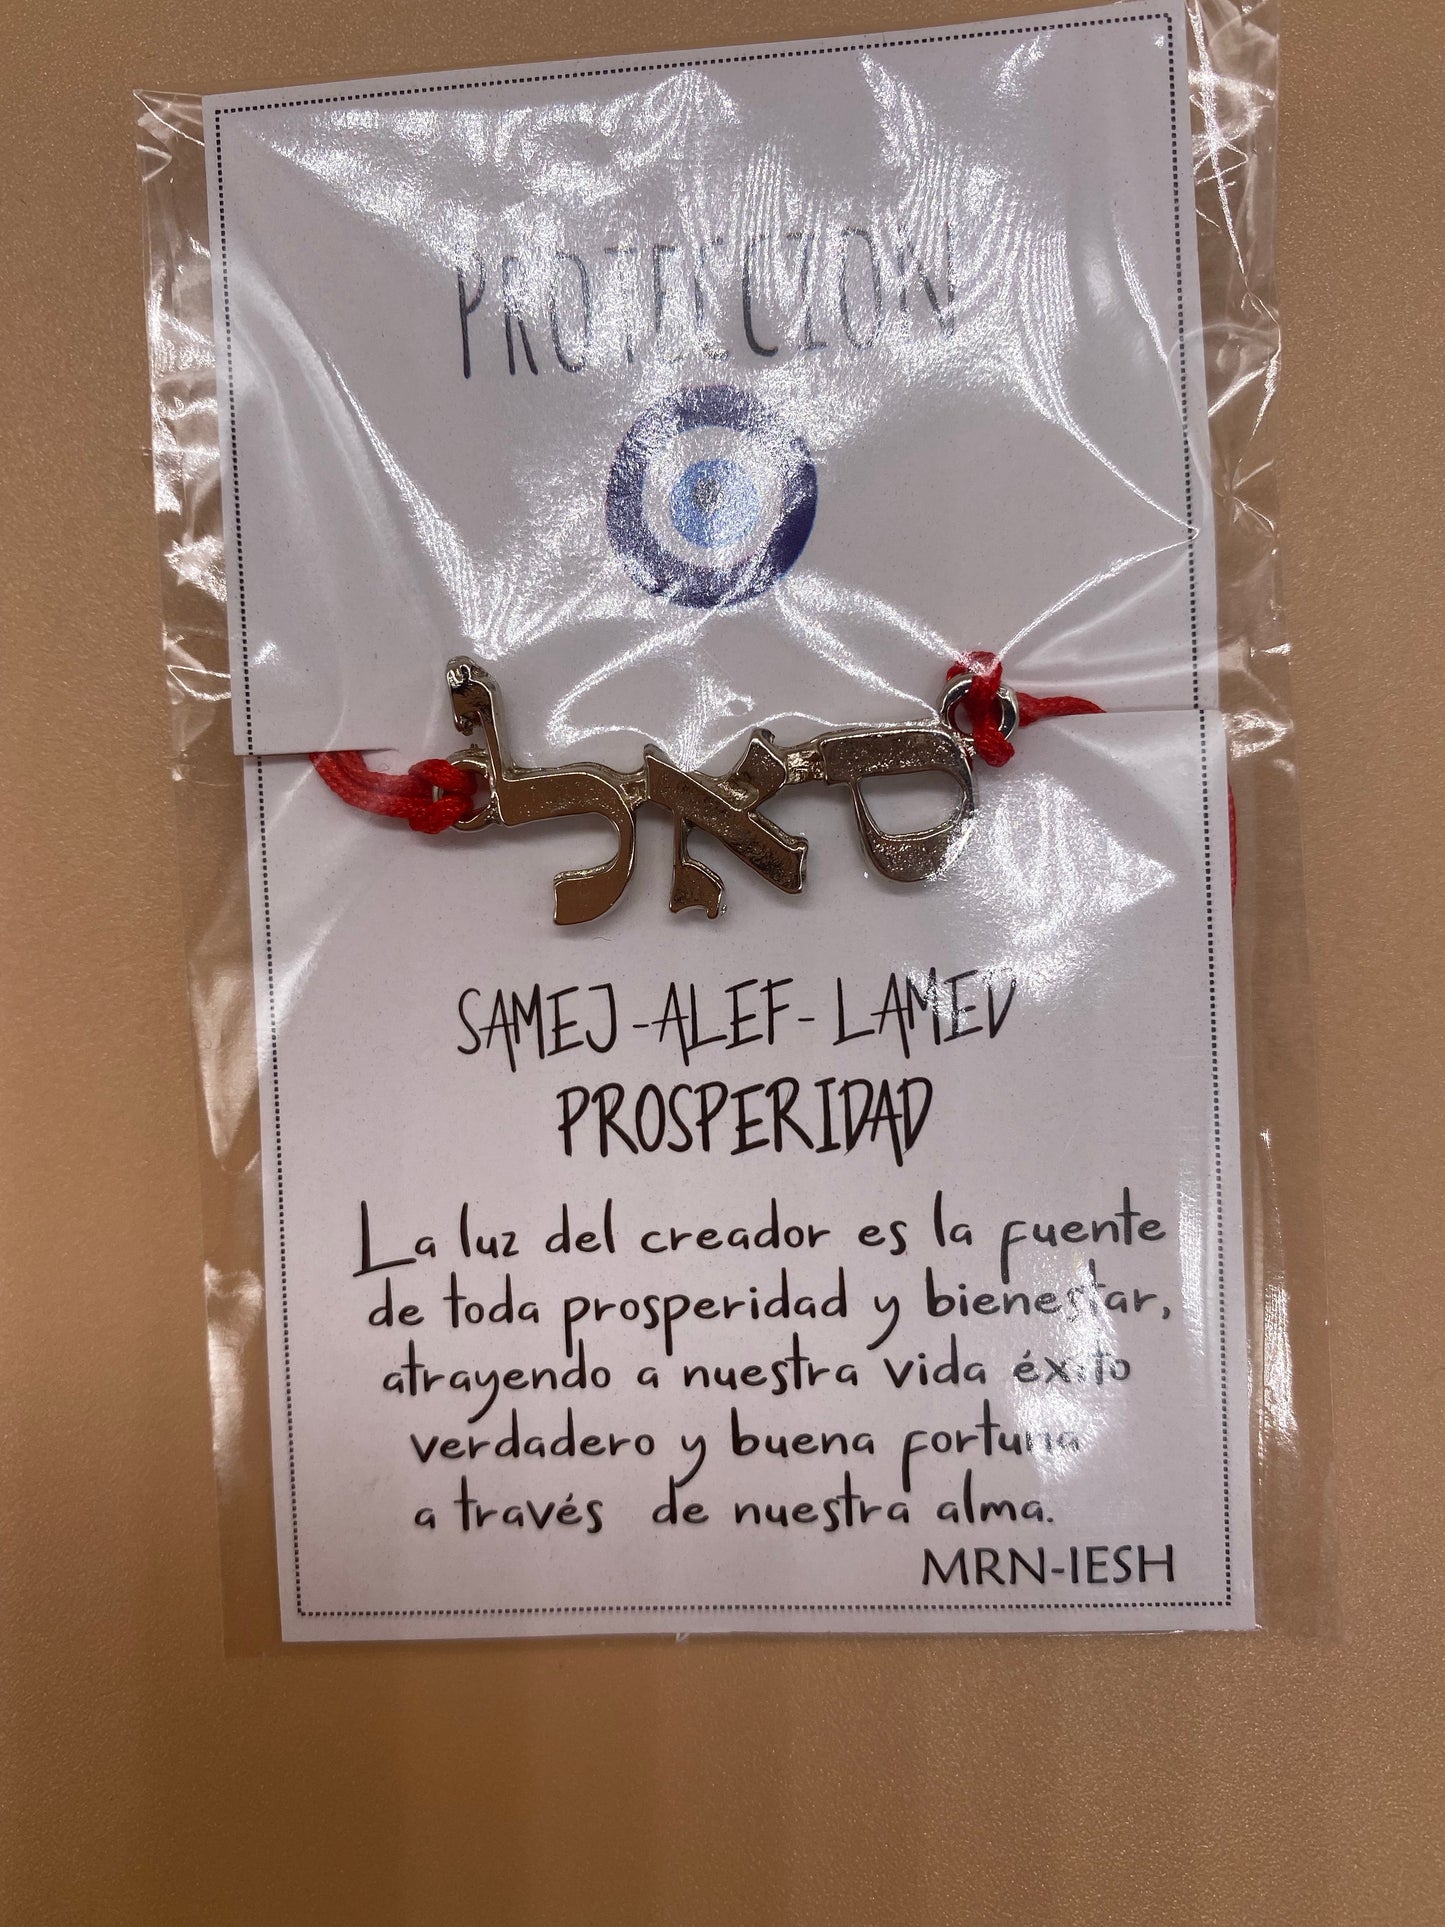 PROTECCION
סאל
SAMEJ-ALEF-LAMED
PROSPERIDAD
La luz del creador es la fuente
de toda prosperidad y bienestar,
atrayendo a nuestra vida éxito
verdadero y buena fortuna
a través de nuestra alma.
MRN-IESH